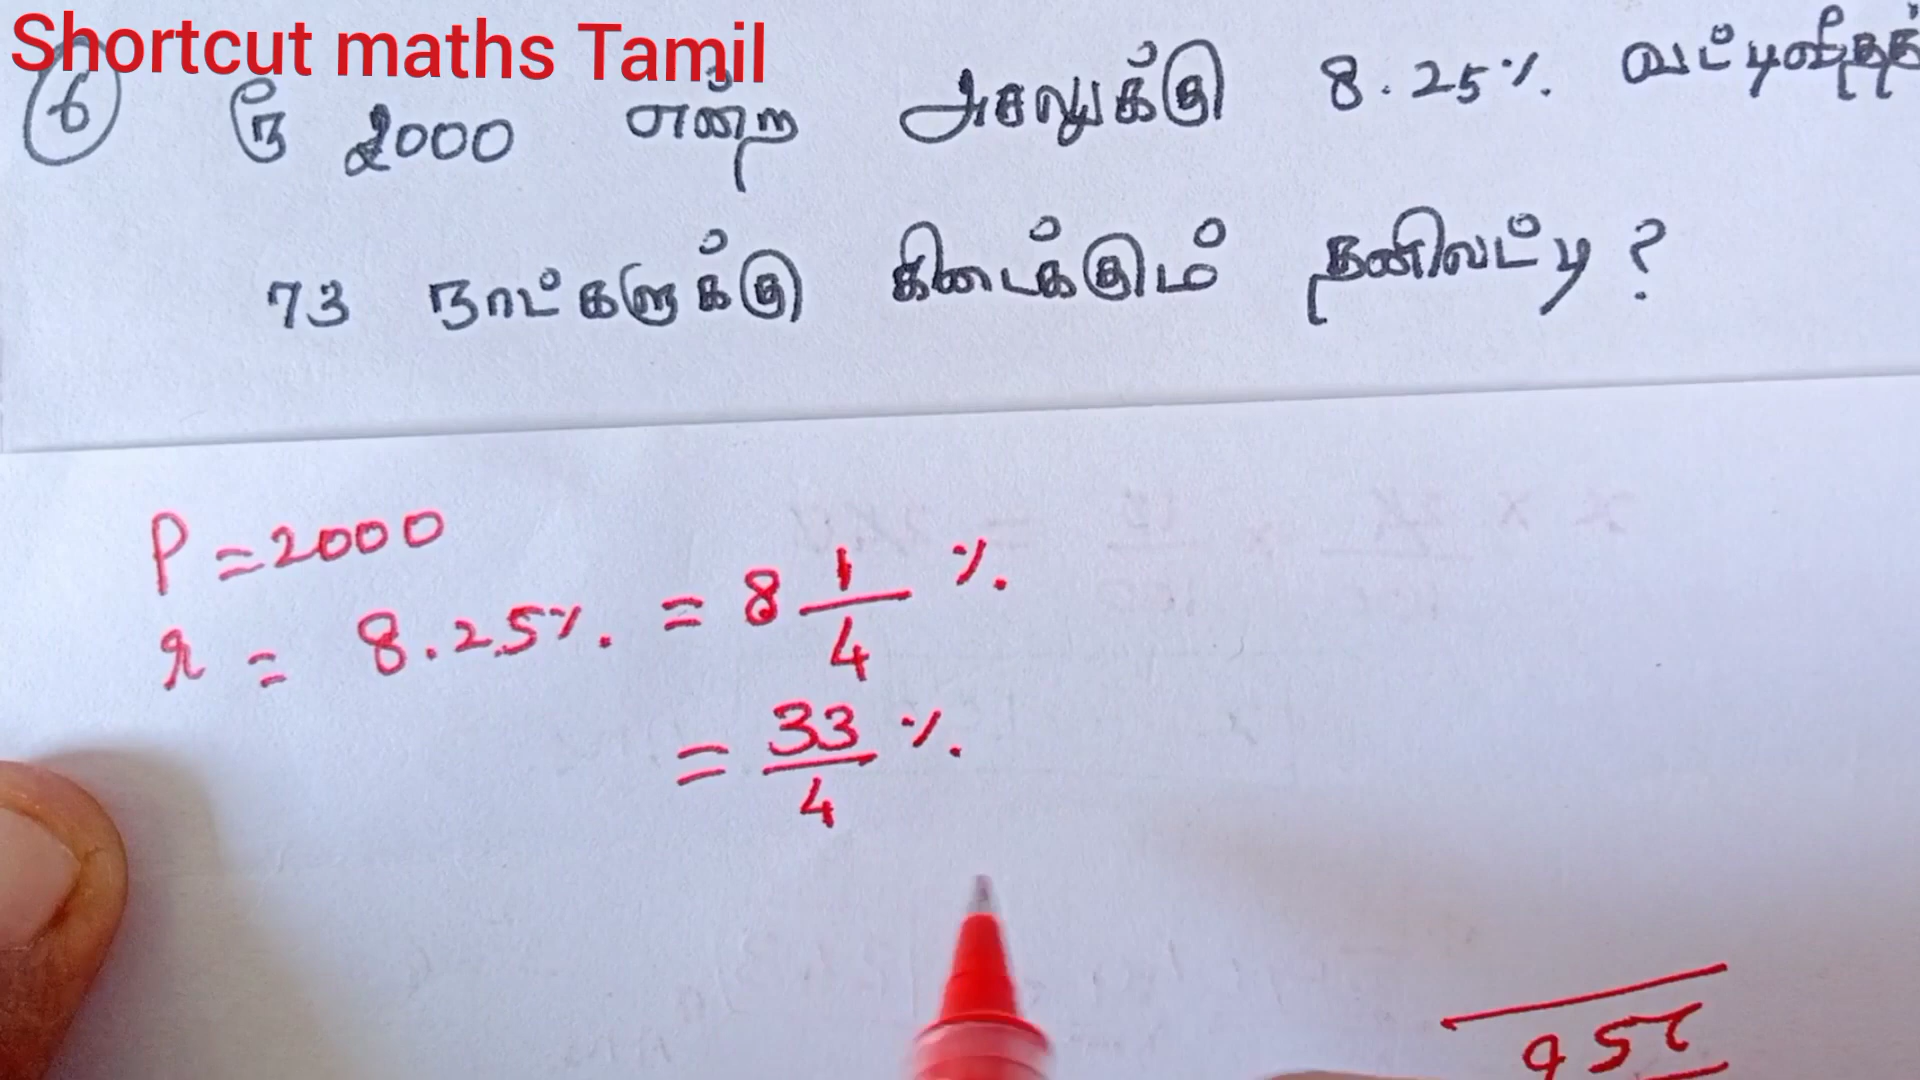 Shortcut maths Tamil
6 ரூ 2000 என்ற அசலுக்கு 8.25% வட்டிவீதத்
73 நாட்களுக்கு கிடைக்கும் தனிவட்டி ?
P = 2000
r = 8.25% = 8 1/4 %
= 33/4 %